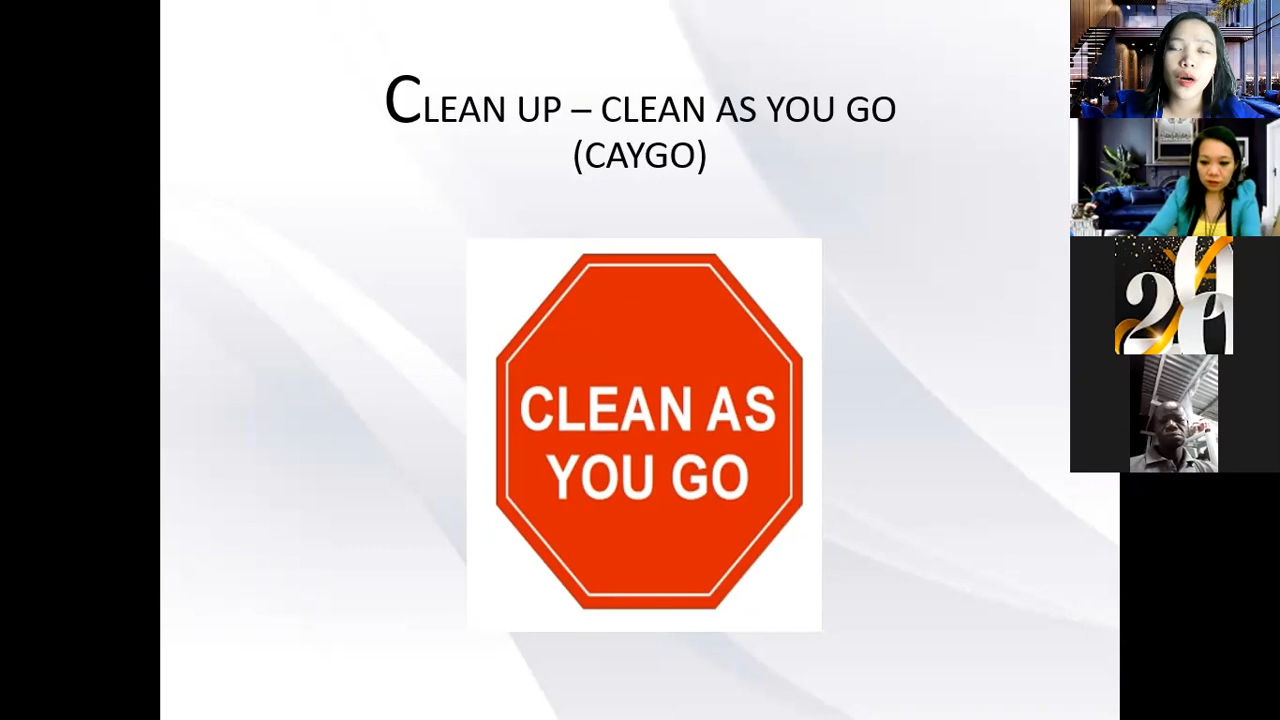 CLEAN UP – CLEAN AS YOU GO
(CAYGO)
CLEAN AS
YOU GO